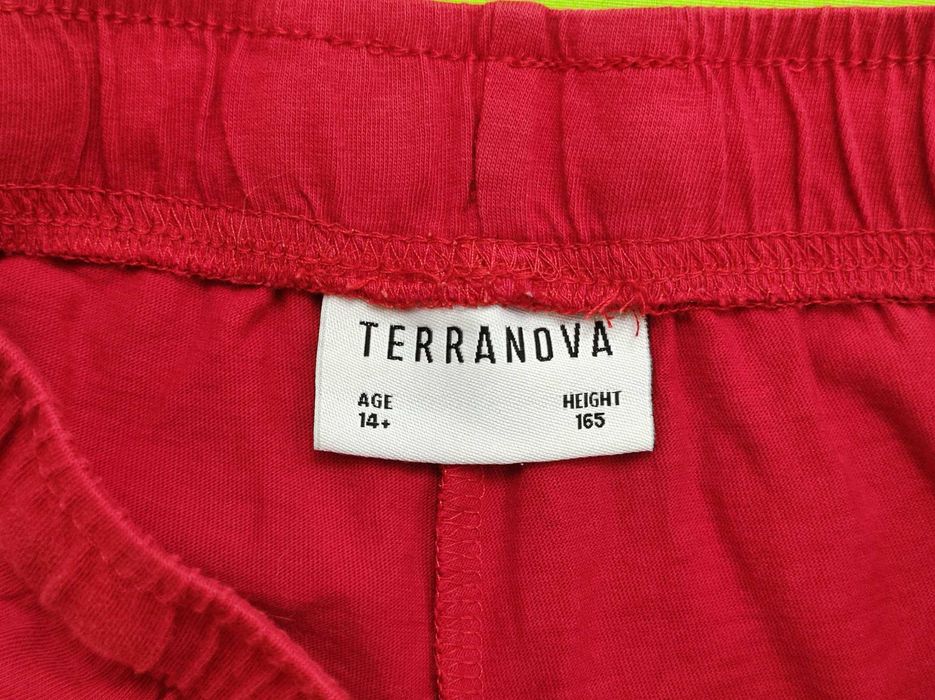 TERRANOVA
AGE HEIGHT
14+ 165